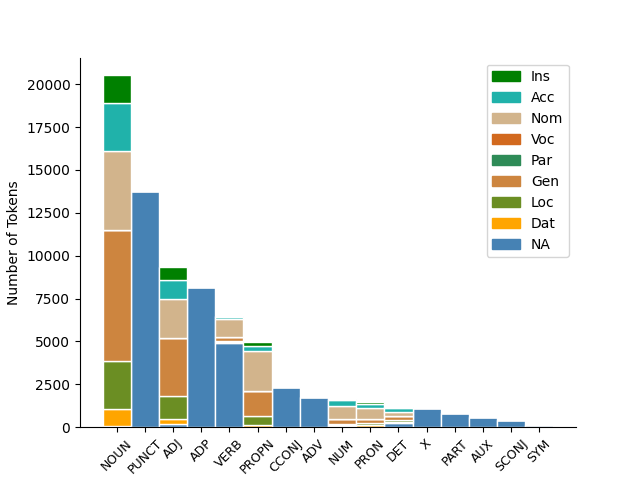 Ins
Acc
Nom
Voc
Par
Gen
Loc
Dat
NA
Number of Tokens
20000
17500
15000
12500
10000
7500
5000
2500
0
NOUN
PUNCT
ADJ
ADP
VERB
PROPN
CCONJ
ADV
NUM
PRON
DET
X
PART
AUX
SCONJ
SYM